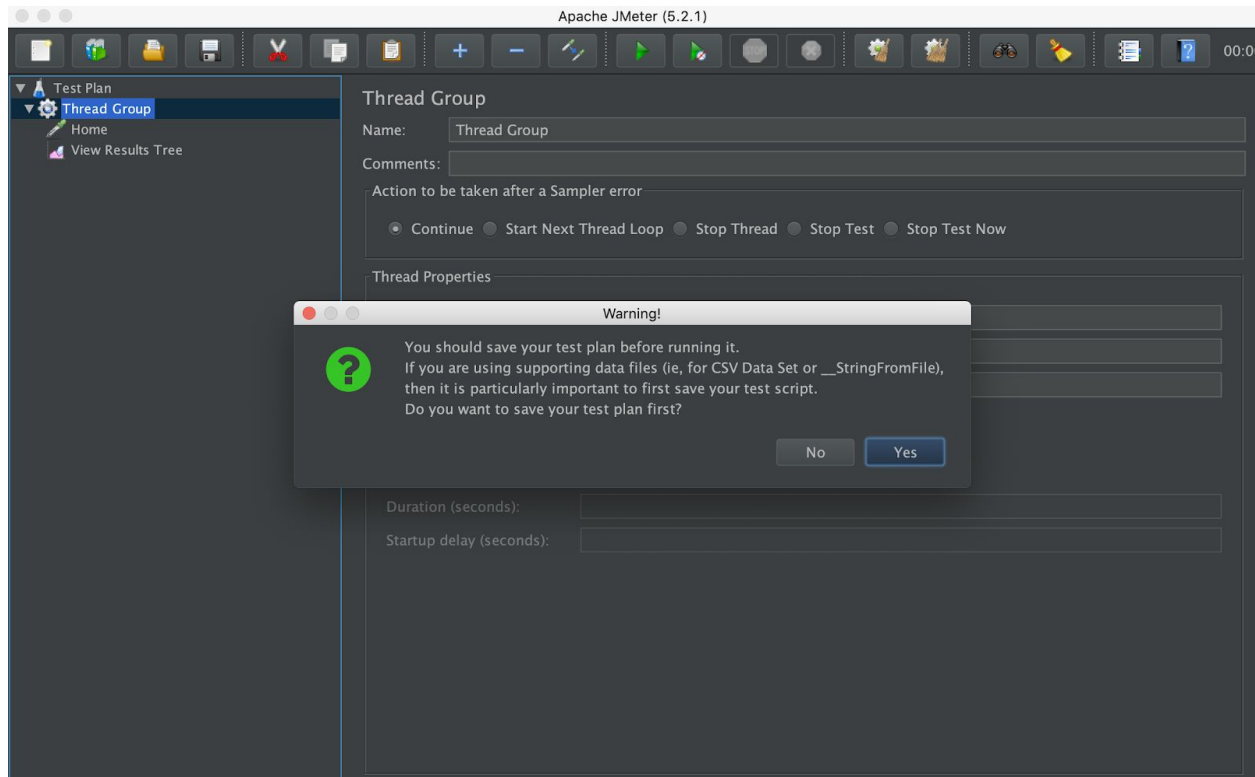 Apache JMeter (5.2.1)
STOP
?
00:0
Test Plan
Thread Group
Home
View Results Tree
Thread Group
Name: Thread Group
Comments:
Action to be taken after a Sampler error
Continue Start Next Thread Loop Stop Thread Stop Test Stop Test Now
Thread Properties
Warning!
?
You should save your test plan before running it.
If you are using supporting data files (ie, for CSV Data Set or __StringFromFile),
then it is particularly important to first save your test script.
Do you want to save your test plan first?
No Yes
Duration (seconds):
Startup delay (seconds):